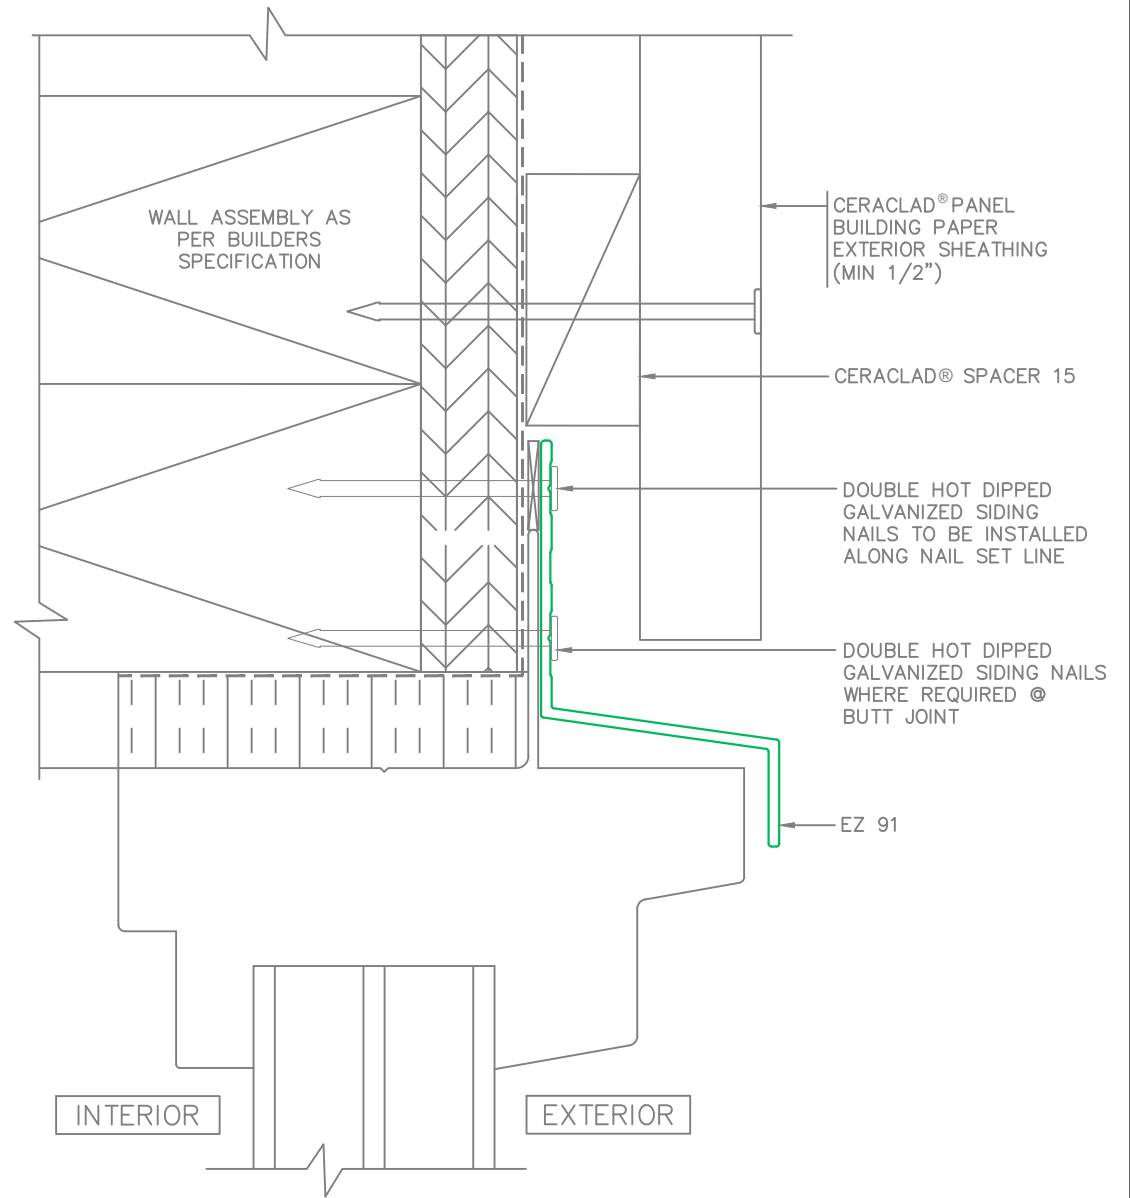 WALL ASSEMBLY AS
PER BUILDERS
SPECIFICATION
CERACLAD® PANEL
BUILDING PAPER
EXTERIOR SHEATHING
(MIN 1/2”)
CERACLAD® SPACER 15
DOUBLE HOT DIPPED
GALVANIZED SIDING
NAILS TO BE INSTALLED
ALONG NAIL SET LINE
DOUBLE HOT DIPPED
GALVANIZED SIDING NAILS
WHERE REQUIRED @
BUTT JOINT
EZ 91
INTERIOR
EXTERIOR